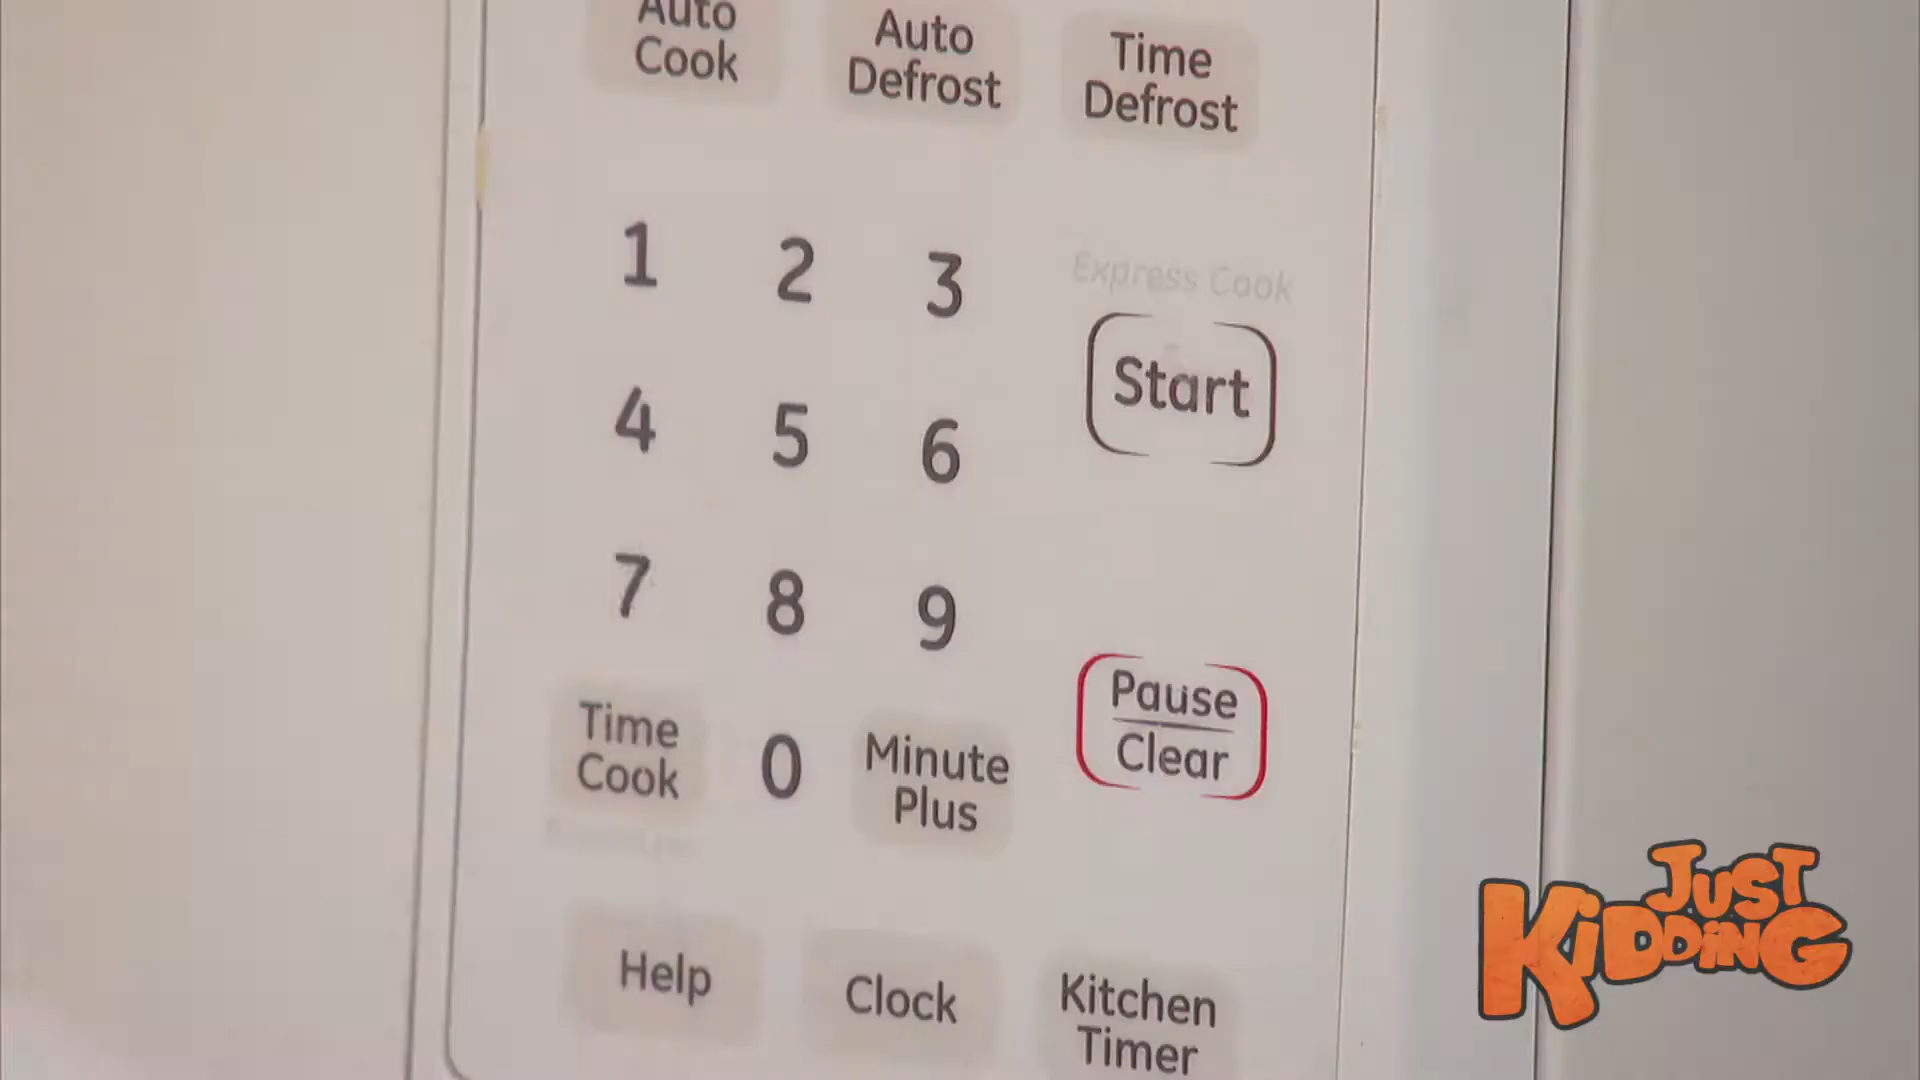 Auto Cook
Auto Defrost
Time Defrost
1 2 3
Express Cook
Start
4 5 6
7 8 9
Pause
Clear
Time Cook
0
Minute Plus
Help
Clock
Kitchen Timer
JUST
KiDDiNG